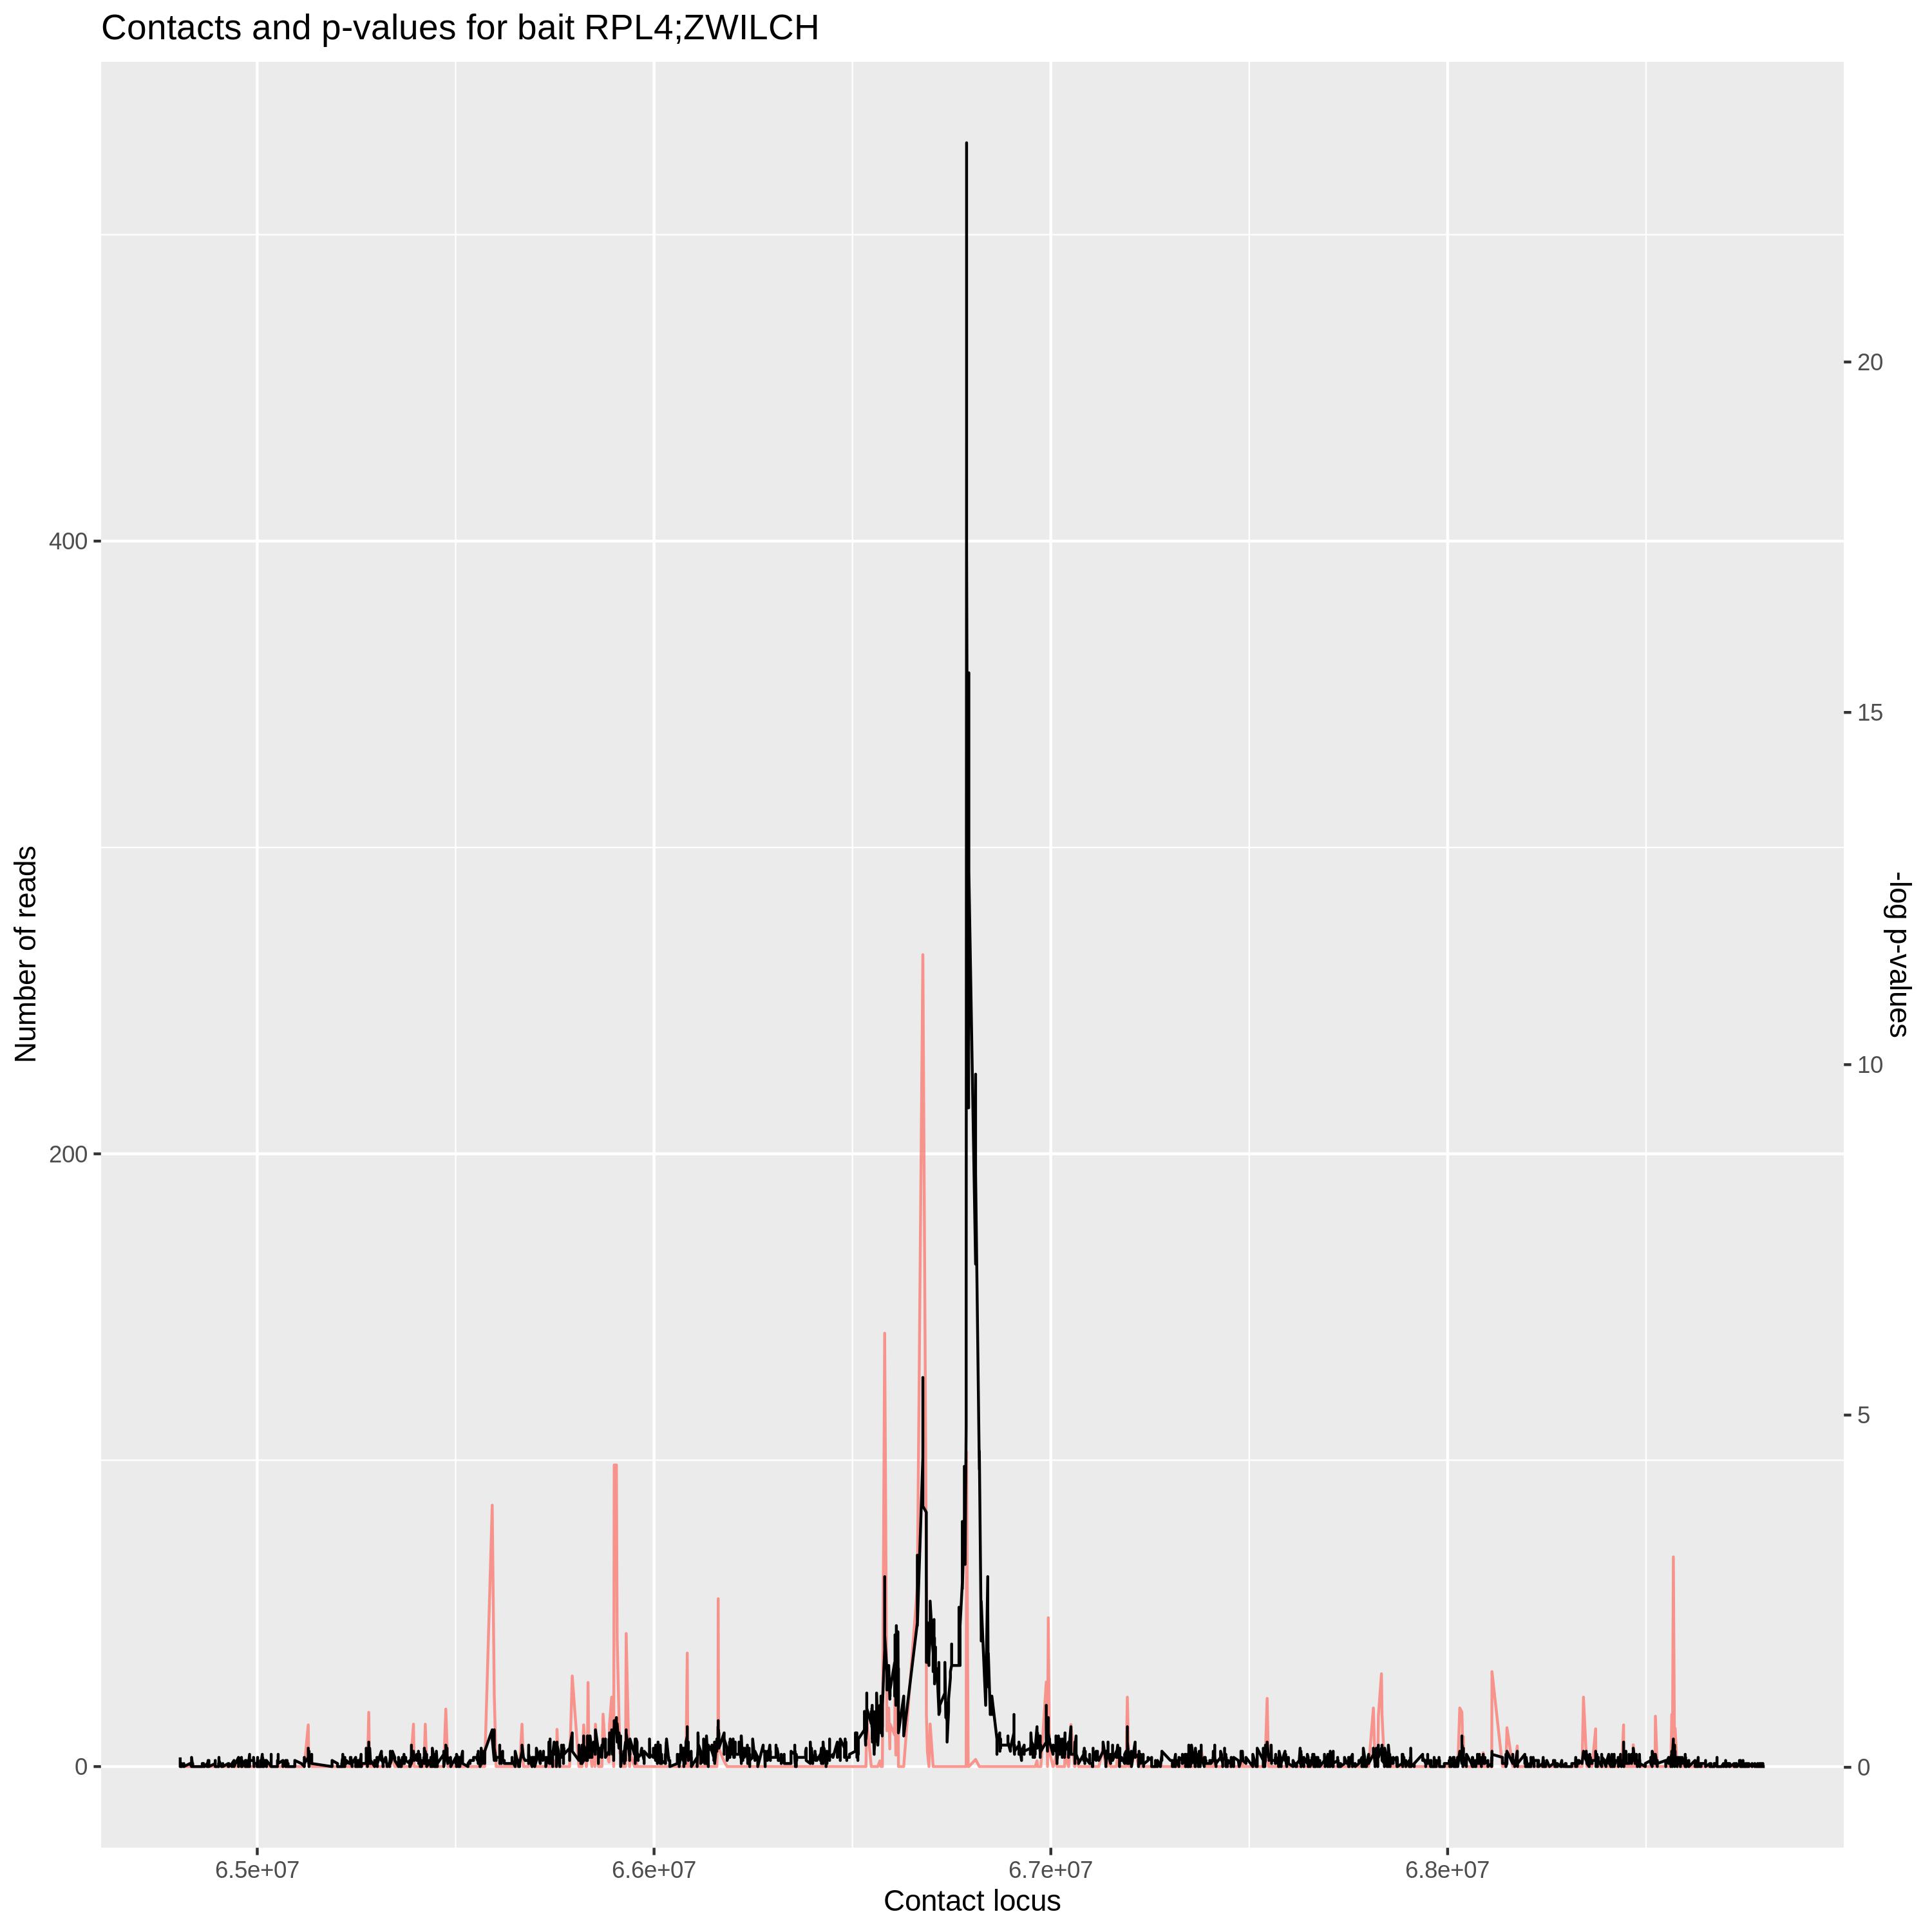 Contacts and p-values for bait RPL4;ZWILCH
Number of reads
400
200
0
20
15
10
5
0
-log p-values
6.5e+07
6.6e+07
6.7e+07
6.8e+07
Contact locus